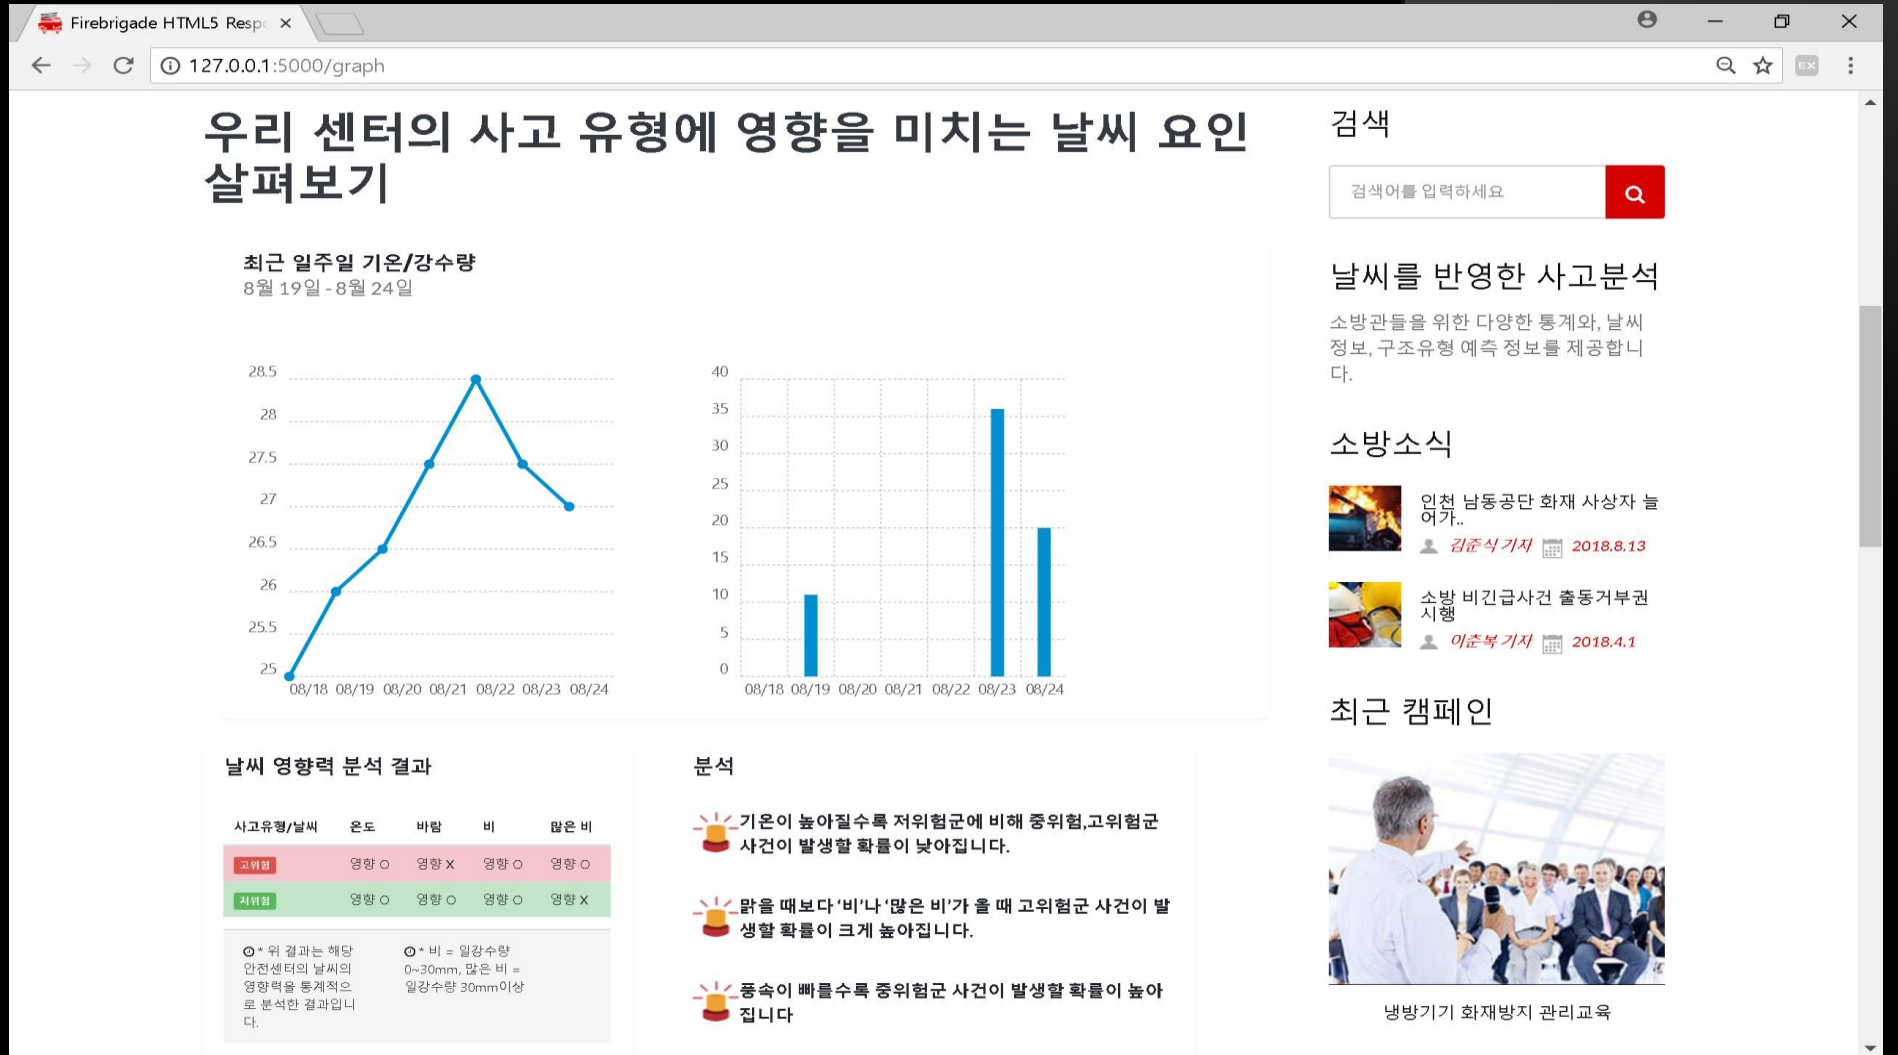 Firebrigade HTML5 Resp
127.0.0.1:5000/graph
EX
우리 센터의 사고 유형에 영향을 미치는 날씨 요인
살펴보기
최근 일주일 기온/강수량
8월 19일 - 8월 24일
28.5
28
27.5
27
26.5
26
25.5
25
08/18 08/19 08/20 08/21 08/22 08/23 08/24
40
35
30
25
20
15
10
5
0
08/18 08/19 08/20 08/21 08/22 08/23 08/24
날씨 영향력 분석 결과
사고유형/날씨 온도 바람 비 많은 비
고위험 영향 O 영향 X 영향 O 영향 O
저위험 영향 O 영향 O 영향 O 영향 X
* 위 결과는 해당
안전센터의 날씨의
영향력을 통계적으
로 분석한 결과입니
다.
* 비 = 일강수량
0~30mm, 많은 비 =
일강수량 30mm이상
분석
기온이 높아질수록 저위험군에 비해 중위험,고위험군
사건이 발생할 확률이 낮아집니다.
맑을 때보다 '비'나 '많은 비'가 올 때 고위험군 사건이 발
생할 확률이 크게 높아집니다.
풍속이 빠를수록 중위험군 사건이 발생할 확률이 높아
집니다
검색
검색어를 입력하세요
날씨를 반영한 사고분석
소방관들을 위한 다양한 통계와, 날씨
정보, 구조유형 예측 정보를 제공합니
다.
소방소식
인천 남동공단 화재 사상자 늘
어가..
김준식 기자 2018.8.13
소방 비긴급사건 출동거부권
시행
이춘복 기자 2018.4.1
최근 캠페인
냉방기기 화재방지 관리교육